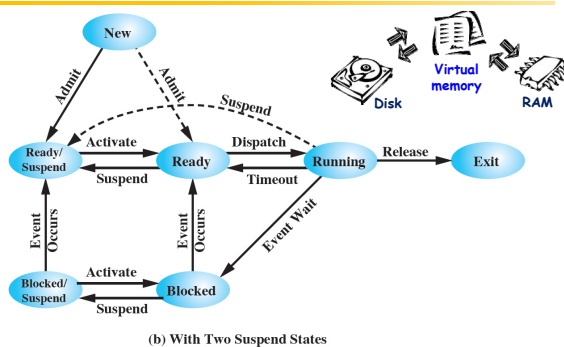 New
Admit
Admit
Suspend
Disk
Virtual
memory
RAM
Ready/
Suspend
Activate
Suspend
Ready
Dispatch
Timeout
Running
Release
Exit
Event
Occurs
Event
Occurs
Event Wait
Blocked/
Suspend
Activate
Suspend
Blocked
(b) With Two Suspend States